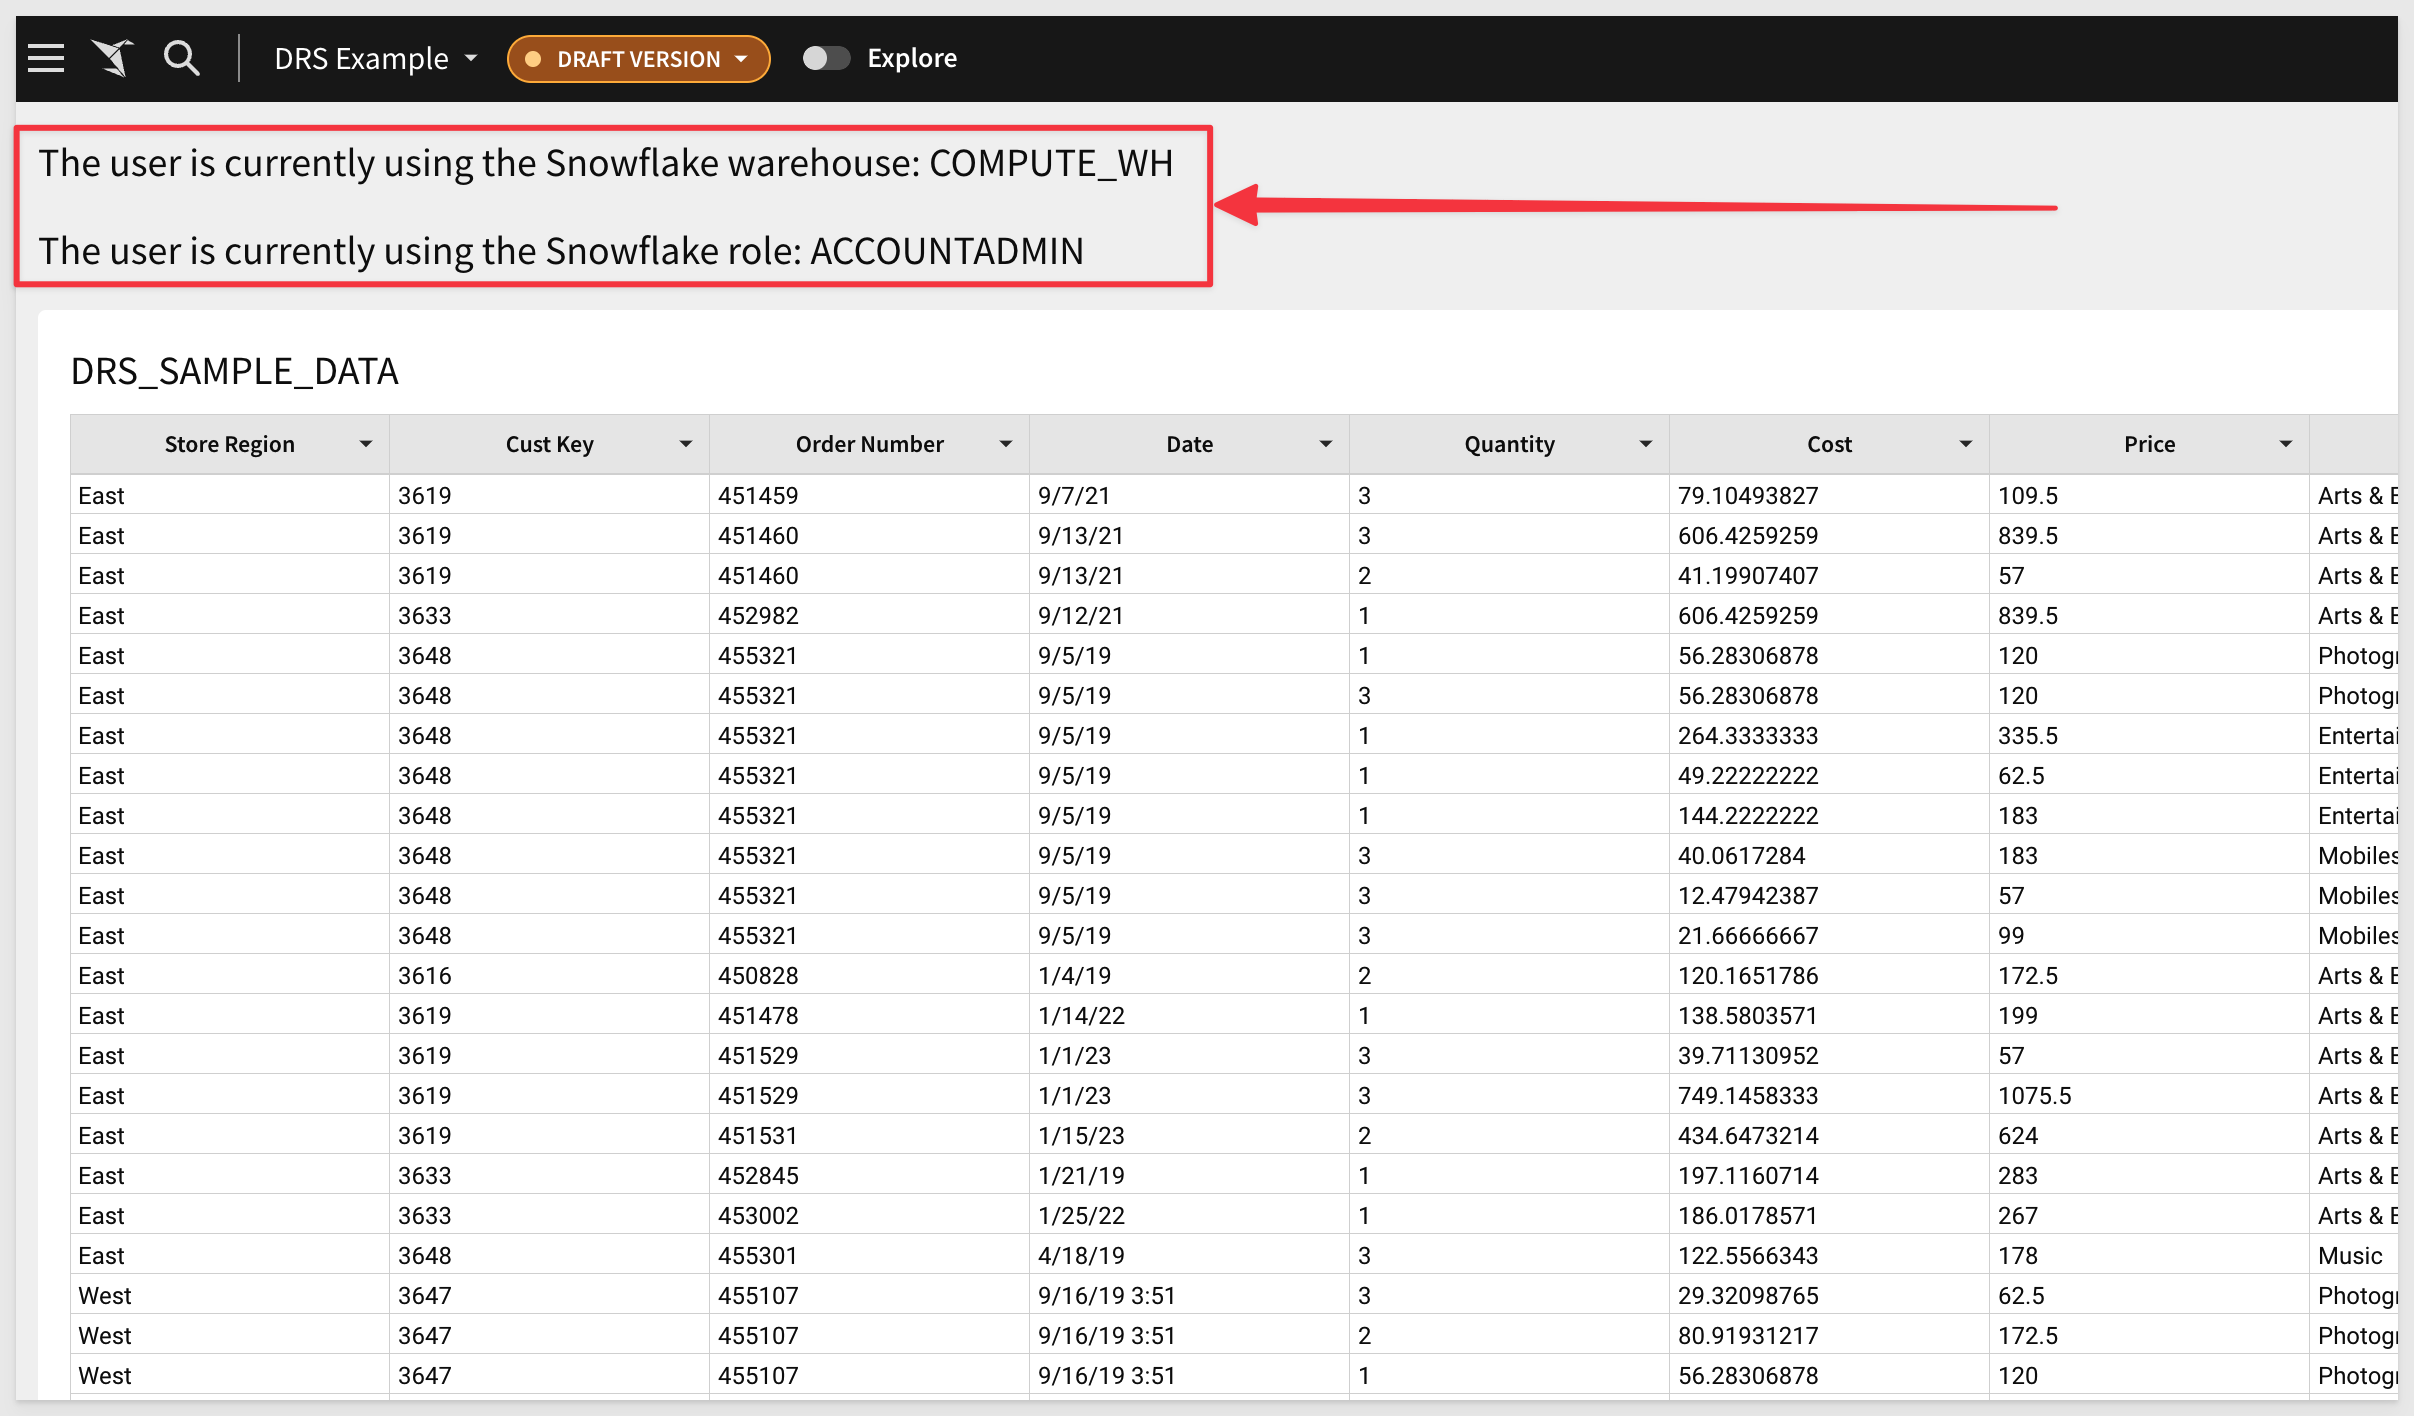 DRS Example
DRAFT VERSION
Explore
The user is currently using the Snowflake warehouse: COMPUTE_WH
The user is currently using the Snowflake role: ACCOUNTADMIN
DRS_SAMPLE_DATA
Store Region Cust Key Order Number Date Quantity Cost Price
East 3619 451459 9/7/21 3 79.10493827 109.5 Arts &
East 3619 451460 9/13/21 3 606.4259259 839.5 Arts &
East 3619 451460 9/13/21 2 41.19907407 57 Arts &
East 3633 452982 9/12/21 1 606.4259259 839.5 Arts &
East 3648 455321 9/5/19 1 56.28306878 120
East 3648 455321 9/5/19 3 56.28306878 120
East 3648 455321 9/5/19 1 264.3333333 335.5
East 3648 455321 9/5/19 1 49.22222222 62.5
East 3648 455321 9/5/19 1 144.2222222 183
East 3648 455321 9/5/19 3 40.0617284 183 Mobiles
East 3648 455321 9/5/19 3 12.47942387 57 Mobiles
East 3648 455321 9/5/19 3 21.66666667 99 Mobiles
East 3616 450828 1/4/19 2 120.1651786 172.5 Arts &
East 3619 451478 1/14/22 1 138.5803571 199 Arts &
East 3619 451529 1/1/23 3 39.71130952 57 Arts &
East 3619 451529 1/1/23 3 749.1458333 1075.5 Arts &
East 3619 451531 1/15/23 2 434.6473214 624 Arts &
East 3633 452845 1/21/19 1 197.1160714 283 Arts &
East 3633 453002 1/25/22 1 186.0178571 267 Arts &
East 3648 455301 4/18/19 3 122.5566343 178 Music
West 3647 455107 9/16/19 3:51 3 29.32098765 62.5
West 3647 455107 9/16/19 3:51 2 80.91931217 172.5
West 3647 455107 9/16/19 3:51 1 56.28306878 120